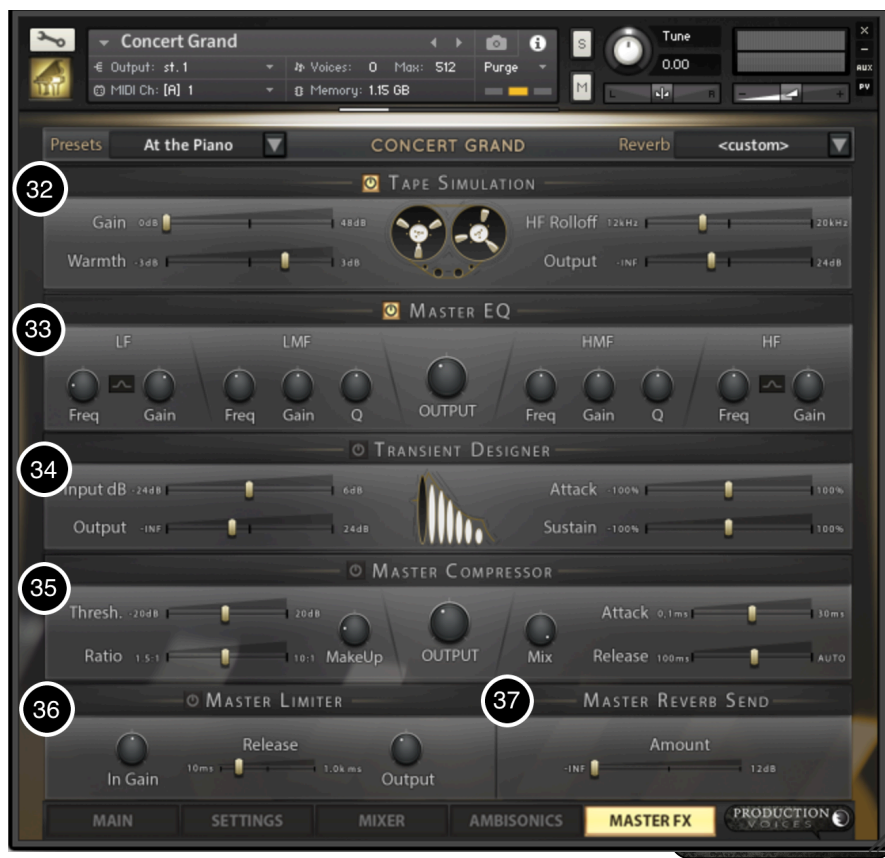 Concert Grand
i
S
Tune
×
−
Output: st.1
Voices: 0 Max: 512
Purge
0.00
AUX
MIDI Ch: [A] 1
Memory: 1.15 GB
M
L
R
−
+
PV
Presets
At the Piano
CONCERT GRAND
Reverb
<custom>
32
TAPE SIMULATION
Gain 0dB 48dB
HF Rolloff 12kHz 20kHz
Warmth -3dB 3dB
Output -INF 24dB
33
MASTER EQ
LF
LMF
HMF
HF
Freq
Gain
Freq
Gain
Q
OUTPUT
Freq
Gain
Q
Freq
Gain
34
TRANSIENT DESIGNER
Input dB -24dB 6dB
Attack -100% 100%
Output -INF 24dB
Sustain -100% 100%
35
MASTER COMPRESSOR
Thresh. -20dB 20dB
Attack 0,1ms 30ms
Ratio 1.5:1 10:1
MakeUp
OUTPUT
Mix
Release 100ms AUTO
36
MASTER LIMITER
37
MASTER REVERB SEND
In Gain
Release
10ms 1.0k ms
Output
Amount
-INF 12dB
MAIN
SETTINGS
MIXER
AMBISONICS
MASTER FX
PRODUCTION
VOICES